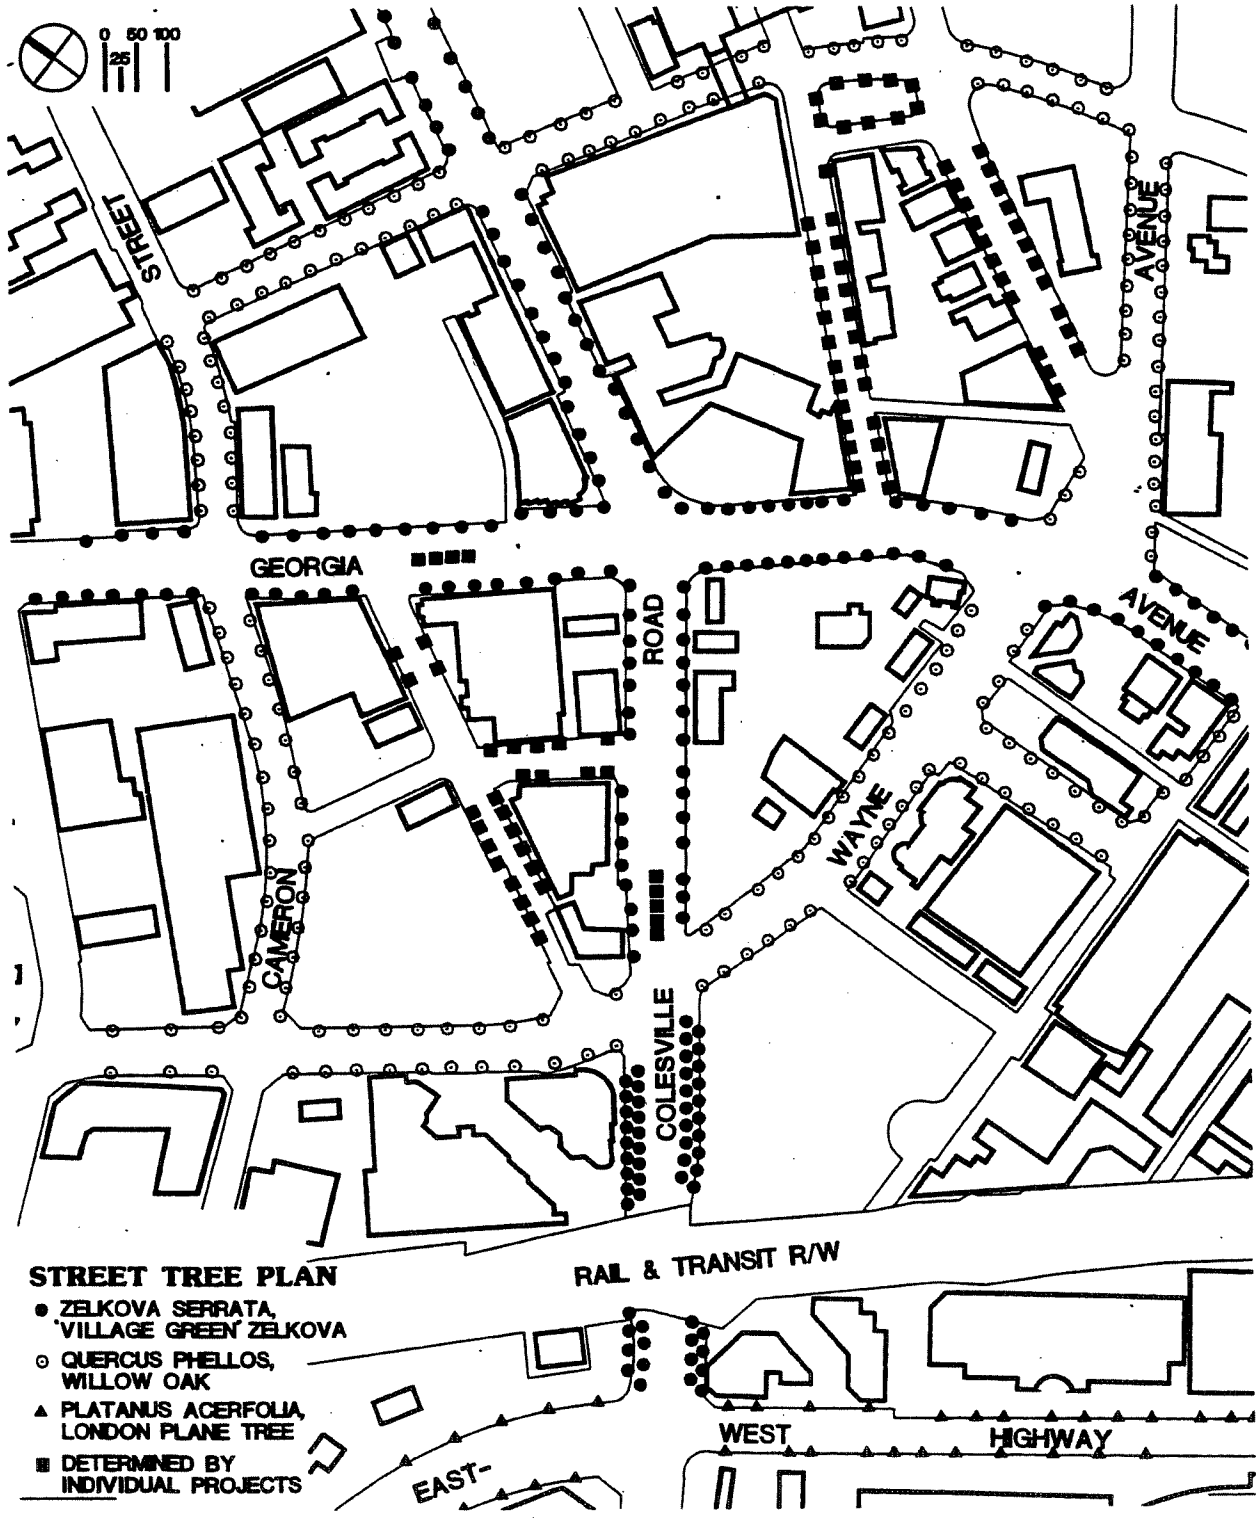 0 50 100
25
STREET
AVENUE
GEORGIA
ROAD
AVENUE
WAYNE
CAMERON
COLESVILLE
RAIL & TRANSIT R/W
STREET TREE PLAN
ZELKOVA SERRATA,
'VILLAGE GREEN' ZELKOVA
QUERCUS PHELLOS,
WILLOW OAK
PLATANUS ACERFOLIA,
LONDON PLANE TREE
DETERMINED BY
INDIVIDUAL PROJECTS
WEST
HIGHWAY
EAST-